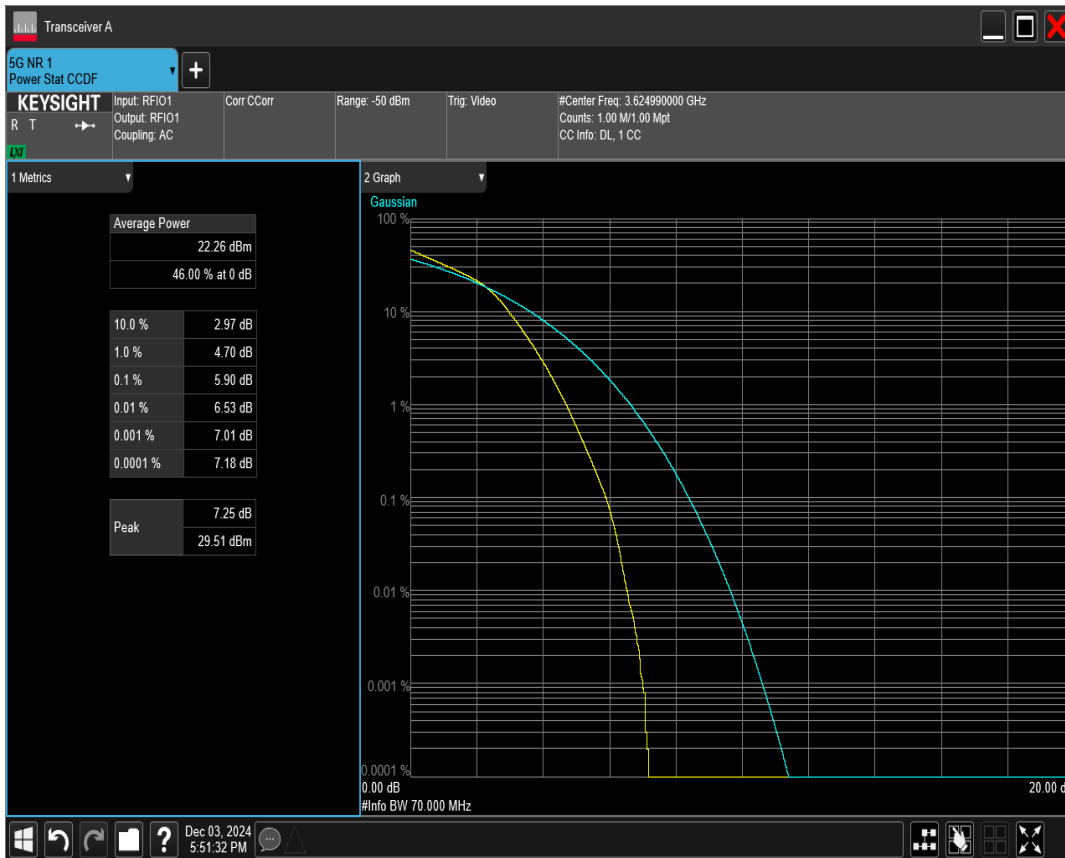 Transceiver A
5G NR 1
Power Stat CCDF
+
KEYSIGHT
R T
LXI
Input: RFIO1
Output: RFIO1
Coupling: AC
Corr CCorr
Range: -50 dBm
Trig: Video
#Center Freq: 3.624990000 GHz
Counts: 1.00 M/1.00 Mpt
CC Info: DL, 1 CC
1 Metrics
Average Power
22.26 dBm
46.00 % at 0 dB
10.0 % 2.97 dB
1.0 % 4.70 dB
0.1 % 5.90 dB
0.01 % 6.53 dB
0.001 % 7.01 dB
0.0001 % 7.18 dB
Peak 7.25 dB
29.51 dBm
2 Graph
Gaussian
100 %
10 %
1 %
0.1 %
0.01 %
0.001 %
0.0001 %
0.00 dB
20.00 d
#Info BW 70.000 MHz
?
Dec 03, 2024
5:51:32 PM